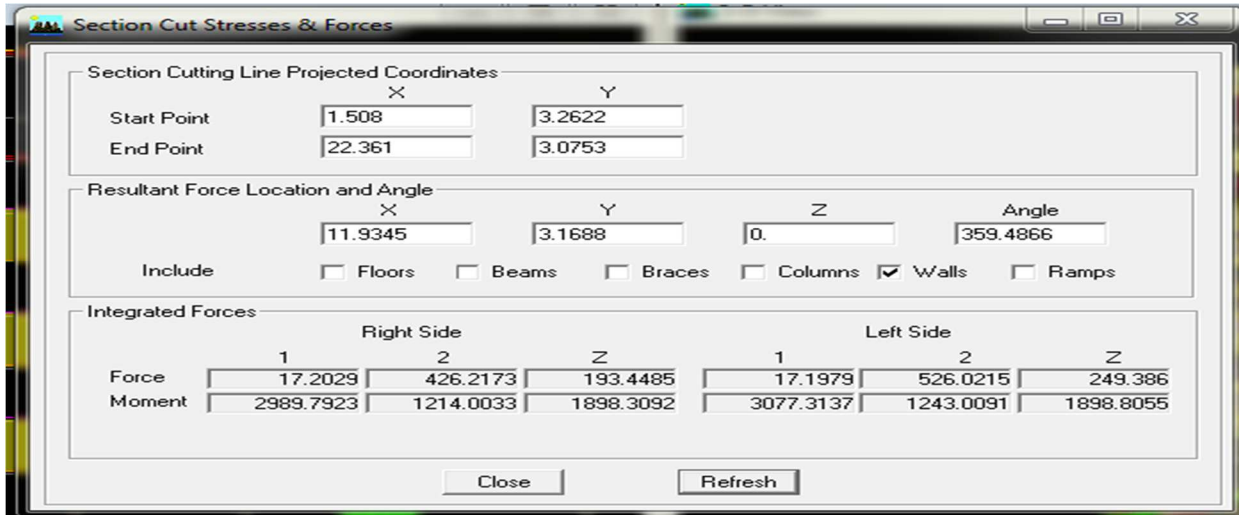 Section Cut Stresses & Forces
Section Cutting Line Projected Coordinates
X Y
Start Point 1.508 3.2622
End Point 22.361 3.0753
Resultant Force Location and Angle
X Y Z Angle
11.9345 3.1688 0. 359.4866
Include Floors Beams Braces Columns Walls Ramps
Integrated Forces
Right Side Left Side
1 2 Z 1 2 Z
Force 17.2029 426.2173 193.4485 17.1979 526.0215 249.386
Moment 2989.7923 1214.0033 1898.3092 3077.3137 1243.0091 1898.8055
Close Refresh